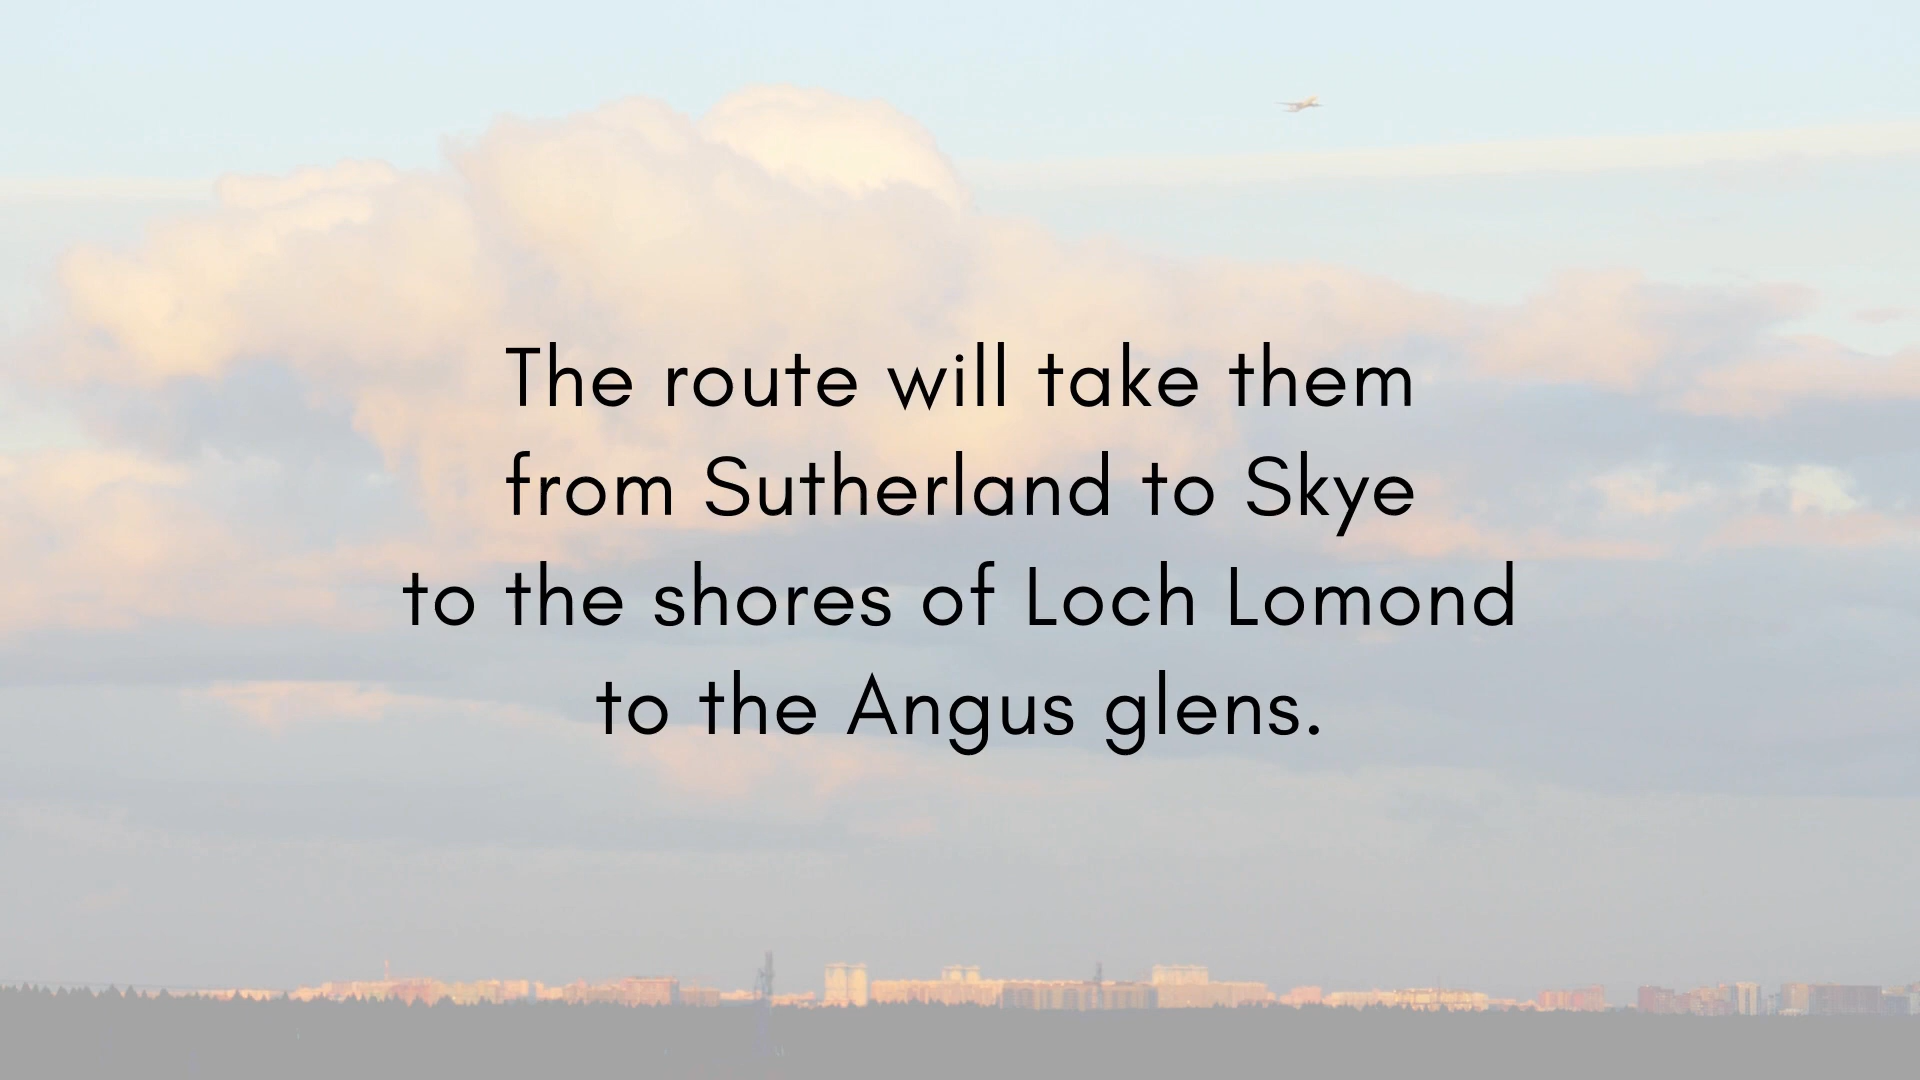 The route will take them
from Sutherland to Skye
to the shores of Loch Lomond
to the Angus glens.